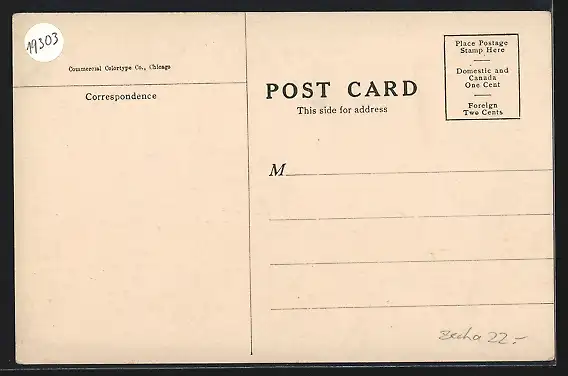 19303
Commercial Colortype Co., Chicago
Correspondence
POST CARD
This side for address
Place Postage
Stamp Here
Domestic and
Canada
One Cent
Foreign
Two Cents
M
22.-